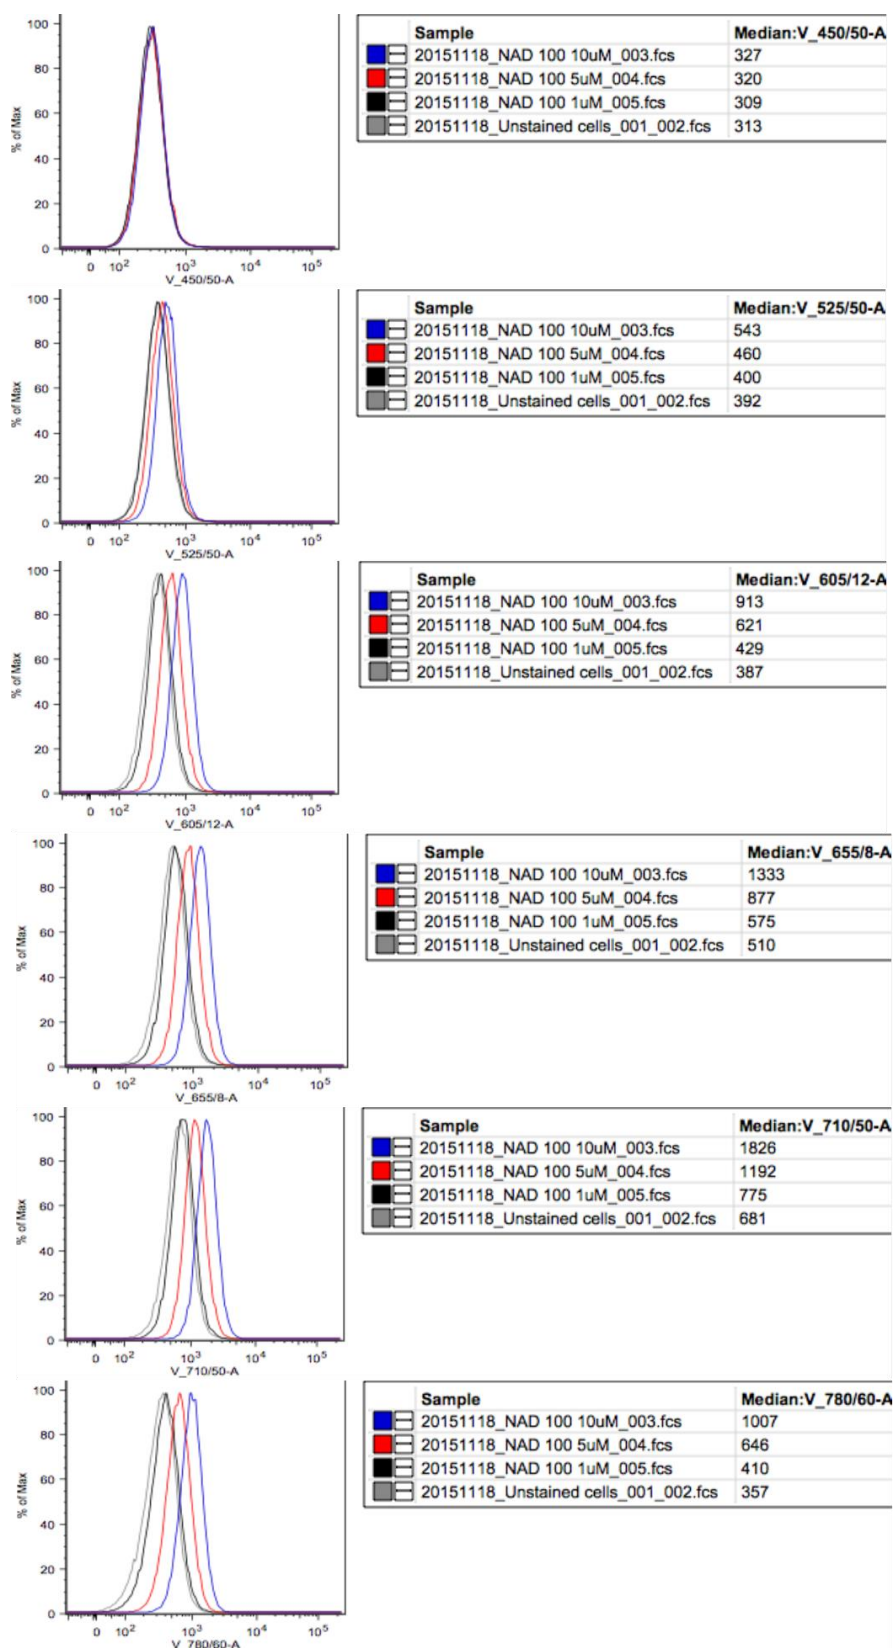 100
80
60
40
20
0
% of Max
0 10² 10³ 10⁴ 10⁵
V_450/50-A
Sample Median:V_450/50-A
20151118_NAD 100 10uM_003.fcs 327
20151118_NAD 100 5uM_004.fcs 320
20151118_NAD 100 1uM_005.fcs 309
20151118_Unstained cells_001_002.fcs 313
100
80
60
40
20
0
% of Max
0 10² 10³ 10⁴ 10⁵
V_525/50-A
Sample Median:V_525/50-A
20151118_NAD 100 10uM_003.fcs 543
20151118_NAD 100 5uM_004.fcs 460
20151118_NAD 100 1uM_005.fcs 400
20151118_Unstained cells_001_002.fcs 392
100
80
60
40
20
0
% of Max
0 10² 10³ 10⁴ 10⁵
V_605/12-A
Sample Median:V_605/12-A
20151118_NAD 100 10uM_003.fcs 913
20151118_NAD 100 5uM_004.fcs 621
20151118_NAD 100 1uM_005.fcs 429
20151118_Unstained cells_001_002.fcs 387
100
80
60
40
20
0
% of Max
0 10² 10³ 10⁴ 10⁵
V_655/8-A
Sample Median:V_655/8-A
20151118_NAD 100 10uM_003.fcs 1333
20151118_NAD 100 5uM_004.fcs 877
20151118_NAD 100 1uM_005.fcs 575
20151118_Unstained cells_001_002.fcs 510
100
80
60
40
20
0
% of Max
0 10² 10³ 10⁴ 10⁵
V_710/50-A
Sample Median:V_710/50-A
20151118_NAD 100 10uM_003.fcs 1826
20151118_NAD 100 5uM_004.fcs 1192
20151118_NAD 100 1uM_005.fcs 775
20151118_Unstained cells_001_002.fcs 681
100
80
60
40
20
0
% of Max
0 10² 10³ 10⁴ 10⁵
V_780/60-A
Sample Median:V_780/60-A
20151118_NAD 100 10uM_003.fcs 1007
20151118_NAD 100 5uM_004.fcs 646
20151118_NAD 100 1uM_005.fcs 410
20151118_Unstained cells_001_002.fcs 357